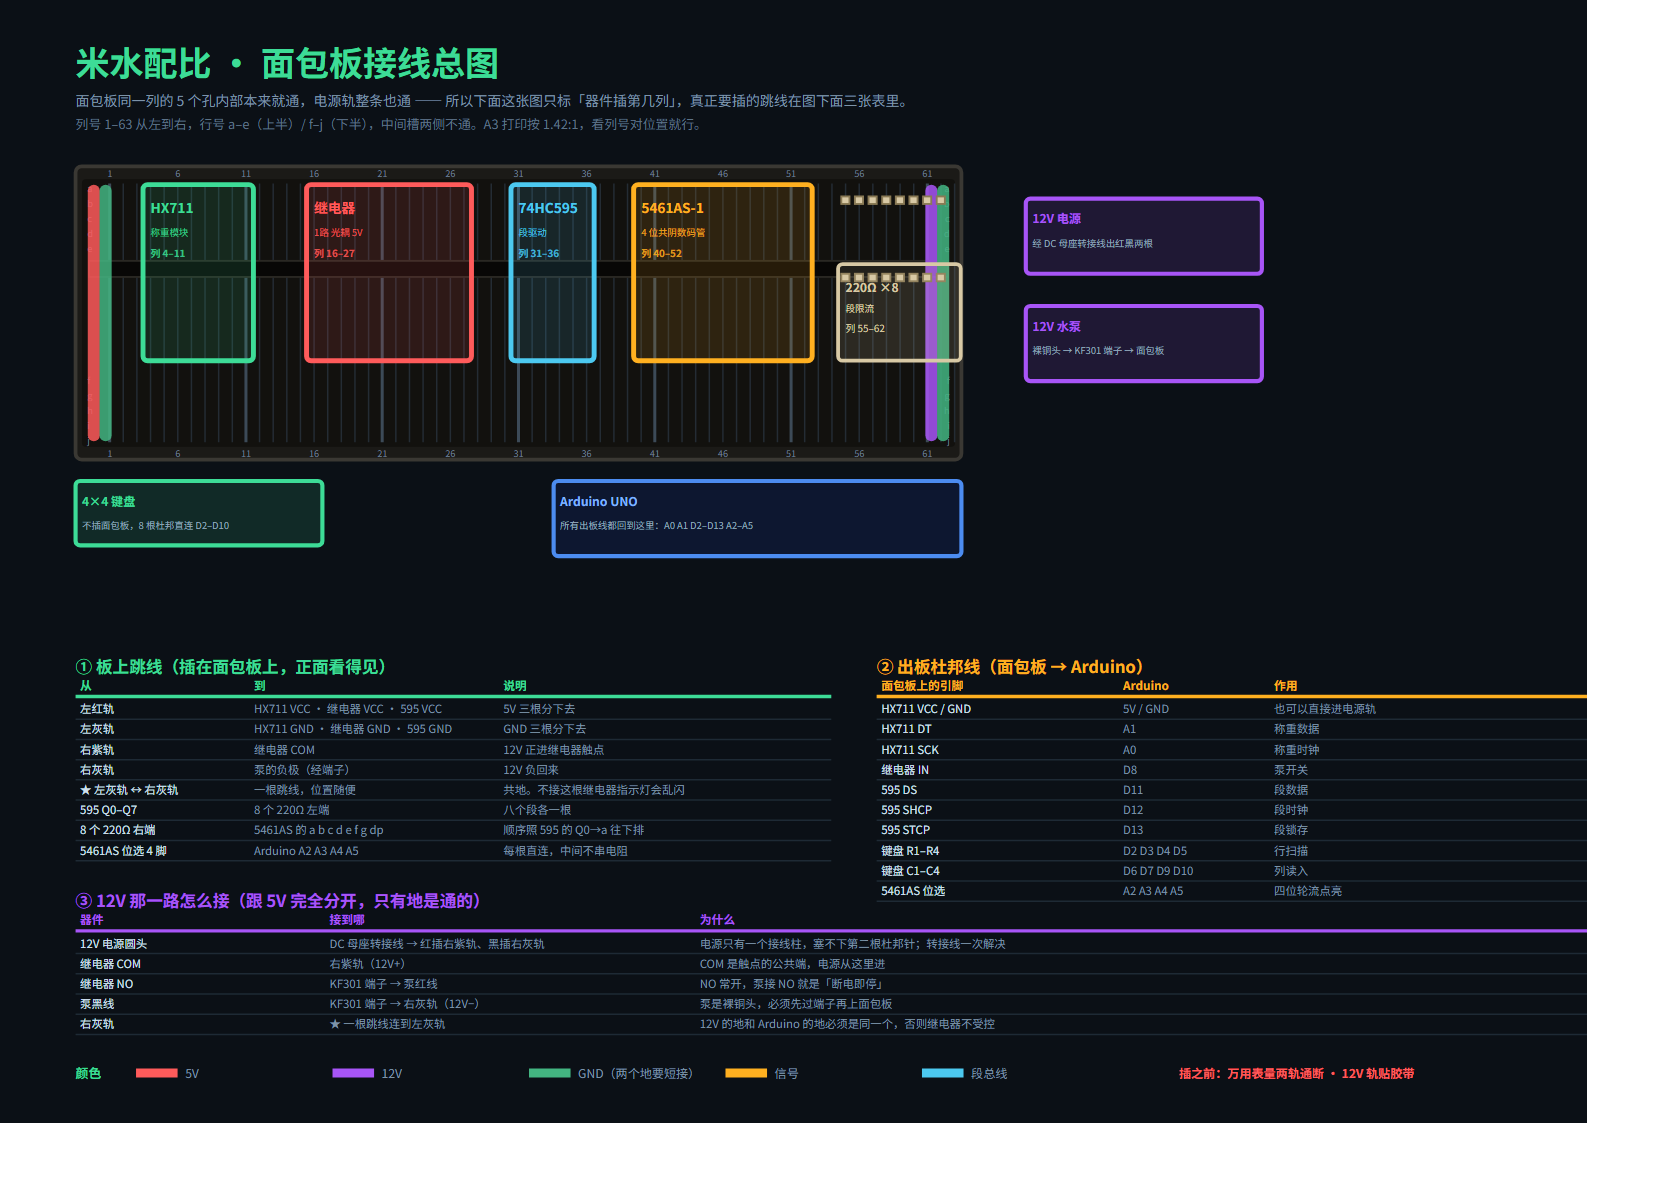 米水配比 · 面包板接线总图
面包板同一列的 5 个孔内部本来就通，电源轨整条也通 —— 所以下面这张图只标「器件插第几列」，真正要插的跳线在图下面三张表里。
列号 1–63 从左到右，行号 a–e（上半）/ f–j（下半），中间槽两侧不通。A3 打印按 1.42:1，看列号对位置就行。
1 6 11 16 21 26 31 36 41 46 51 56 61
HX711
称重模块
列 4–11
继电器
1路 光耦 5V
列 16–27
74HC595
段驱动
列 31–36
5461AS-1
4 位共阴数码管
列 40–52
220Ω ×8
段限流
列 55–62
1 6 11 16 21 26 31 36 41 46 51 56 61
12V 电源
经 DC 母座转接线出红黑两根
12V 水泵
裸铜头 → KF301 端子 → 面包板
4×4 键盘
不插面包板，8 根杜邦直连 D2–D10
Arduino UNO
所有出板线都回到这里：A0 A1 D2–D13 A2–A5
① 板上跳线（插在面包板上，正面看得见）
从 到 说明
左红轨 HX711 VCC · 继电器 VCC · 595 VCC 5V 三根分下去
左灰轨 HX711 GND · 继电器 GND · 595 GND GND 三根分下去
右紫轨 继电器 COM 12V 正进继电器触点
右灰轨 泵的负极（经端子） 12V 负回来
★ 左灰轨 ↔ 右灰轨 一根跳线，位置随便 共地。不接这根继电器指示灯会乱闪
595 Q0–Q7 8 个 220Ω 左端 八个段各一根
8 个 220Ω 右端 5461AS 的 a b c d e f g dp 顺序照 595 的 Q0→a 往下排
5461AS 位选 4 脚 Arduino A2 A3 A4 A5 每根直连，中间不串电阻
② 出板杜邦线（面包板 → Arduino）
面包板上的引脚 Arduino 作用
HX711 VCC / GND 5V / GND 也可以直接进电源轨
HX711 DT A1 称重数据
HX711 SCK A0 称重时钟
继电器 IN D8 泵开关
595 DS D11 段数据
595 SHCP D12 段时钟
595 STCP D13 段锁存
键盘 R1–R4 D2 D3 D4 D5 行扫描
键盘 C1–C4 D6 D7 D9 D10 列读入
5461AS 位选 A2 A3 A4 A5 四位轮流点亮
③ 12V 那一路怎么接（跟 5V 完全分开，只有地是通的）
器件 接到哪 为什么
12V 电源圆头 DC 母座转接线 → 红插右紫轨、黑插右灰轨 电源只有一个接线柱，塞不下第二根杜邦针；转接线一次解决
继电器 COM 右紫轨（12V+） COM 是触点的公共端，电源从这里进
继电器 NO KF301 端子 → 泵红线 NO 常开，泵接 NO 就是「断电即停」
泵黑线 KF301 端子 → 右灰轨（12V−） 泵是裸铜头，必须先过端子再上面包板
右灰轨 ★ 一根跳线连到左灰轨 12V 的地和 Arduino 的地必须是同一个，否则继电器不受控
颜色 5V 12V GND（两个地要短接） 信号 段总线 插之前：万用表量两轨通断 · 12V 轨贴胶带